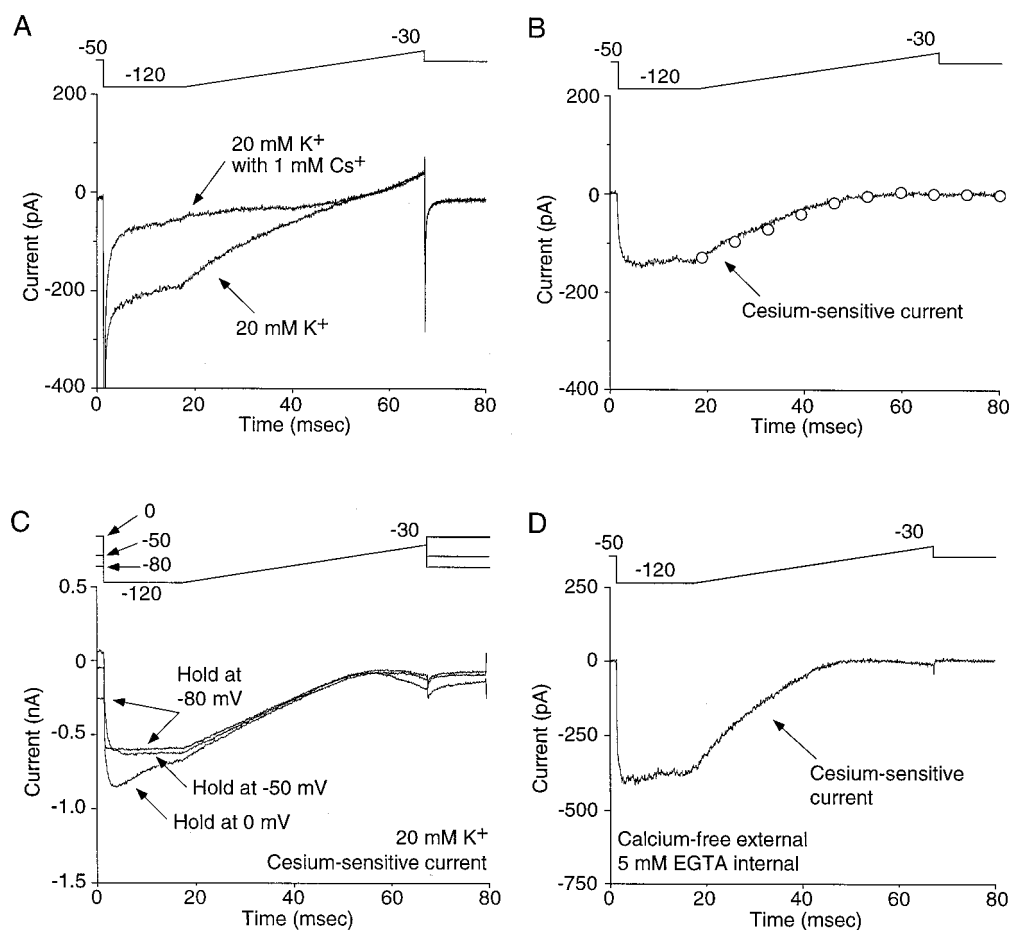 A
-50
-120
-30
200
0
-200
-400
Current (pA)
20 mM K+
with 1 mM Cs+
20 mM K+
0 20 40 60 80
Time (msec)
B
-50
-120
-30
200
0
-200
-400
Current (pA)
Cesium-sensitive current
0 20 40 60 80
Time (msec)
C
0
-50
-80
-120
-30
0.5
0
-0.5
-1.0
-1.5
Current (nA)
Hold at
-80 mV
Hold at -50 mV
Hold at 0 mV
20 mM K+
Cesium-sensitive current
0 20 40 60 80
Time (msec)
D
-50
-120
-30
250
0
-250
-500
-750
Current (pA)
Cesium-sensitive
current
Calcium-free external
5 mM EGTA internal
0 20 40 60 80
Time (msec)